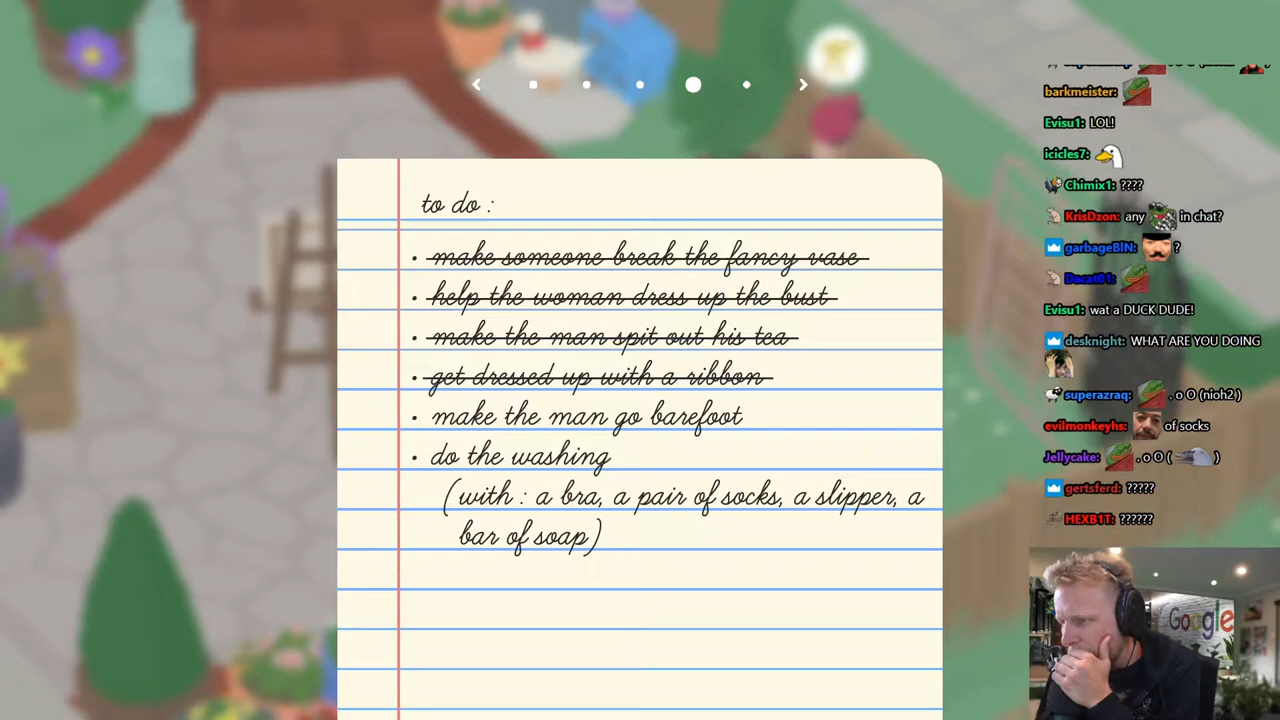 to do :
• make someone break the fancy vase
• help the woman dress up the bust
• make the man spit out his tea
• get dressed up with a ribbon
• make the man go barefoot
• do the washing
(with : a bra, a pair of socks, a slipper, a
bar of soap)
barkmeister:
Evisu1: LOL!
icicles7:
Chimix1: ????
KrisDzon: any in chat?
garbageBIN: ?
Dacat01:
Evisu1: wat a DUCK DUDE!
desknight: WHAT ARE YOU DOING
superazraq: . o O (nioh2 )
evilmonkeyhs: of socks
Jellycake: . o O ( )
gertsferd: ?????
HEXB1T: ??????
Google